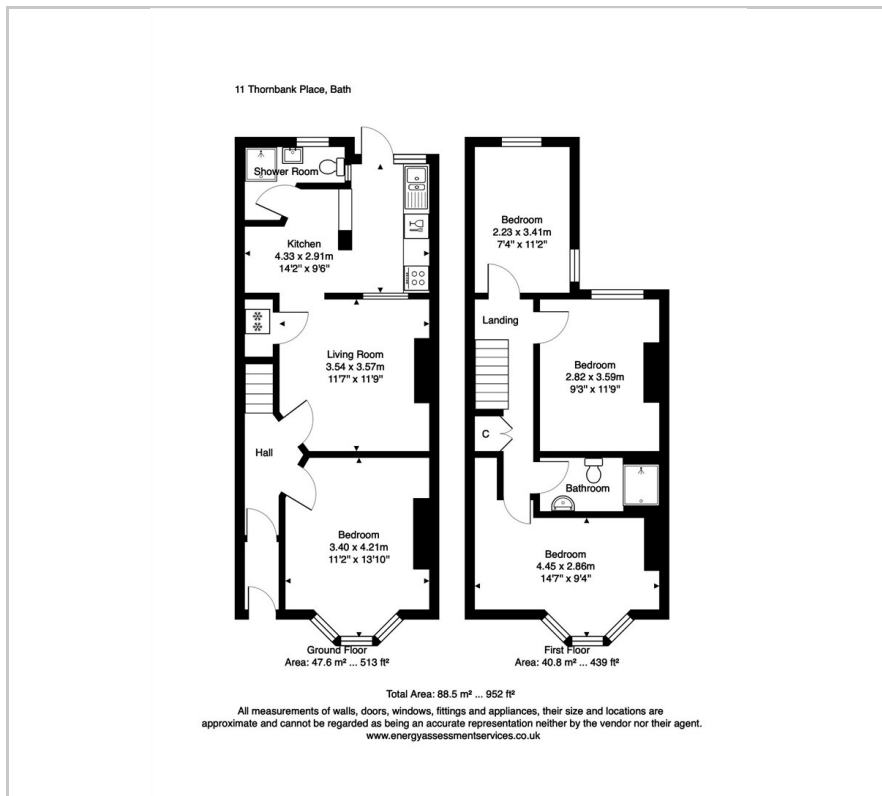 11 Thornbank Place, Bath
Shower Room
Kitchen
4.33 x 2.91m
14'2" x 9'6"
Living Room
3.54 x 3.57m
11'7" x 11'9"
Hall
Bedroom
3.40 x 4.21m
11'2" x 13'10"
Ground Floor
Area: 47.6 m² ... 513 ft²
Bedroom
2.23 x 3.41m
7'4" x 11'2"
Landing
Bedroom
2.82 x 3.59m
9'3" x 11'9"
C
Bathroom
Bedroom
4.45 x 2.86m
14'7" x 9'4"
First Floor
Area: 40.8 m² ... 439 ft²
Total Area: 88.5 m² ... 952 ft²
All measurements of walls, doors, windows, fittings and appliances, their size and locations are
approximate and cannot be regarded as being an accurate representation neither by the vendor nor their agent.
www.energyassessmentservices.co.uk